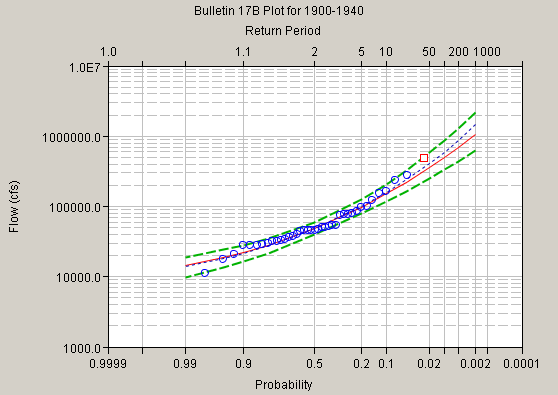 Bulletin 17B Plot for 1900-1940
Return Period
1.0 1.1 2 5 10 50 200 1000
1.0E7
1000000.0
1000000.0
100000.0
1000.0
Flow (cfs)
0.9999 0.99 0.9 0.5 0.2 0.1 0.02 0.002 0.0001
Probability